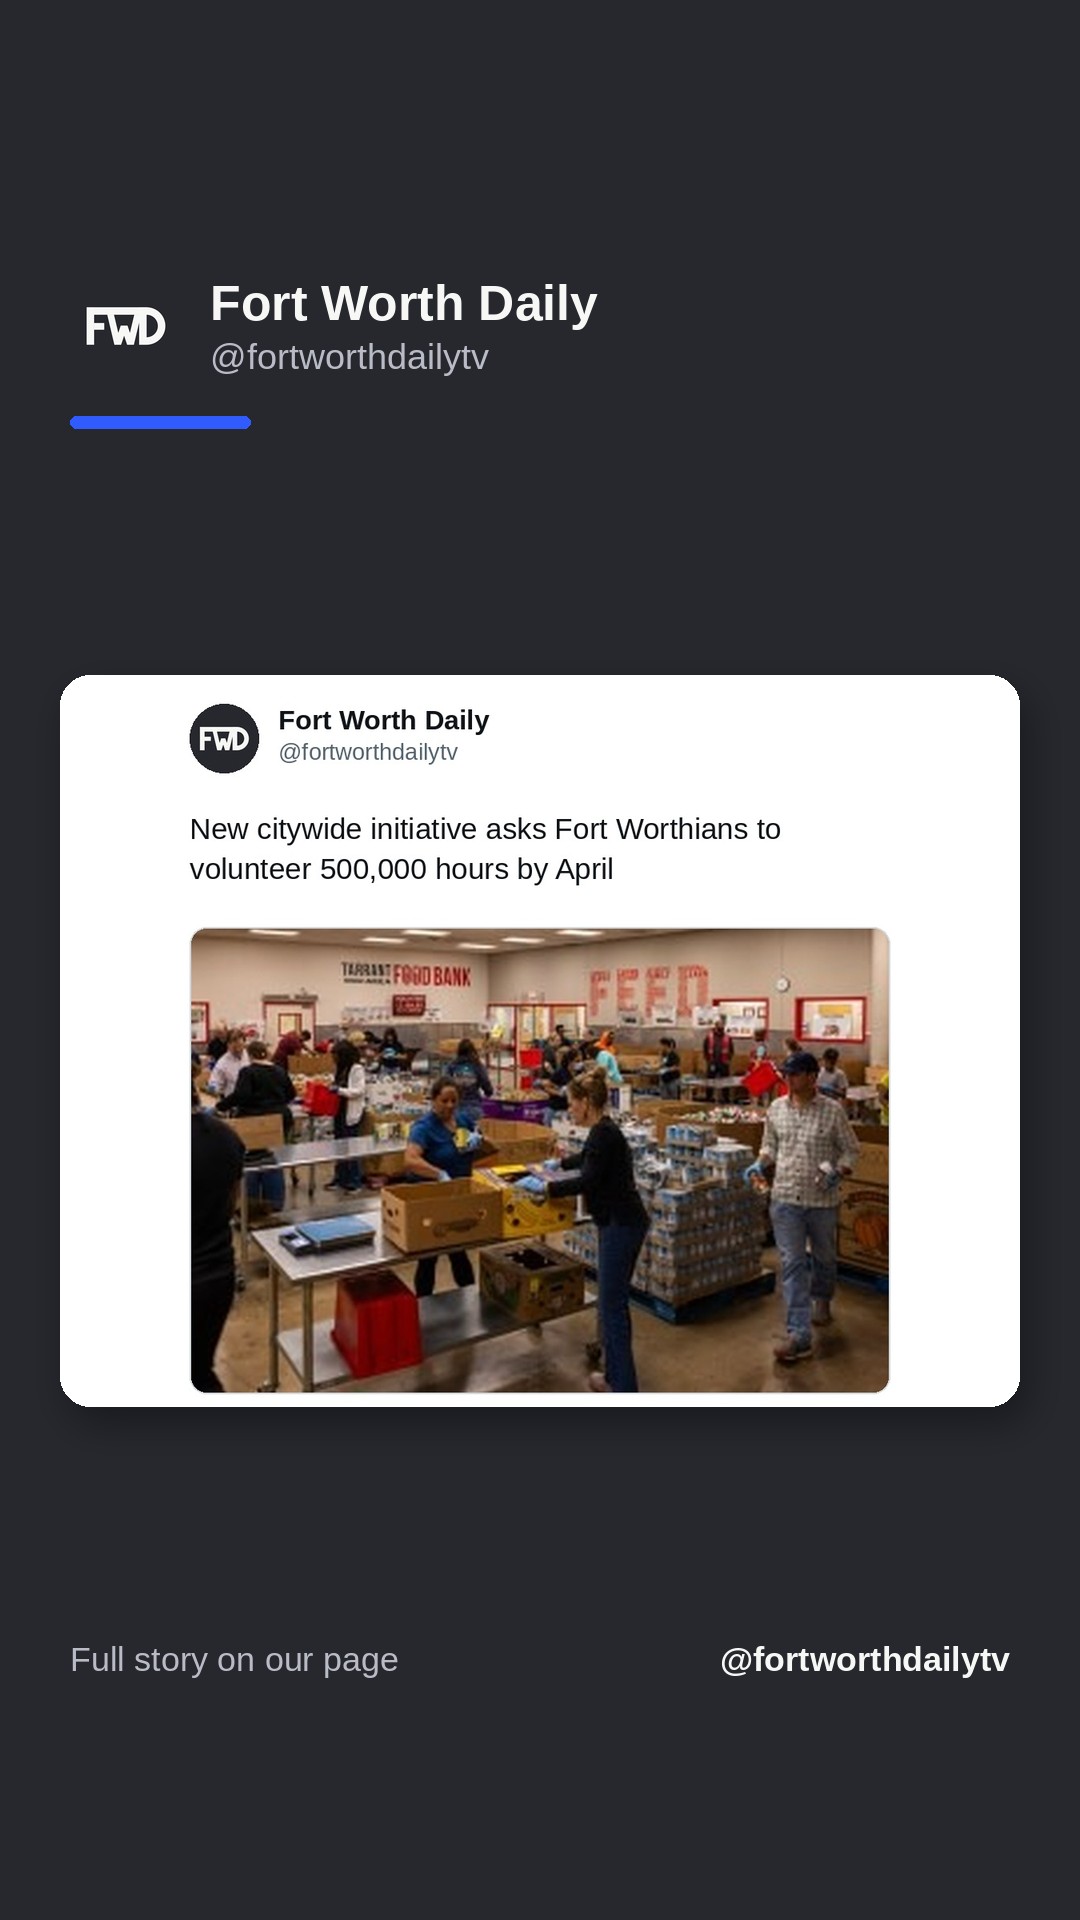 FWD
Fort Worth Daily
@fortworthdailytv
FWD
Fort Worth Daily
@fortworthdailytv
New citywide initiative asks Fort Worthians to
volunteer 500,000 hours by April
TARRANT
AREA
FOOD BANK
FEED
Full story on our page
@fortworthdailytv